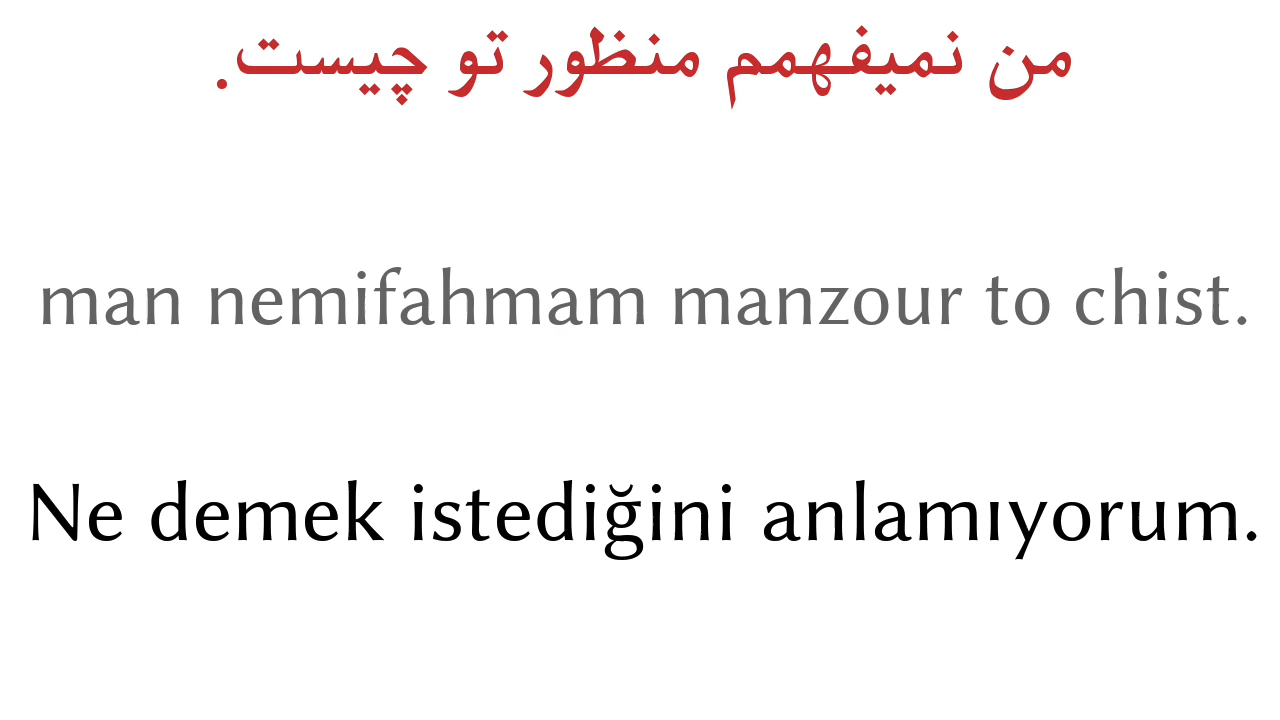 من نمیفهمم منظور تو چیست.
man nemifahmam manzour to chist.
Ne demek istediğini anlamıyorum.